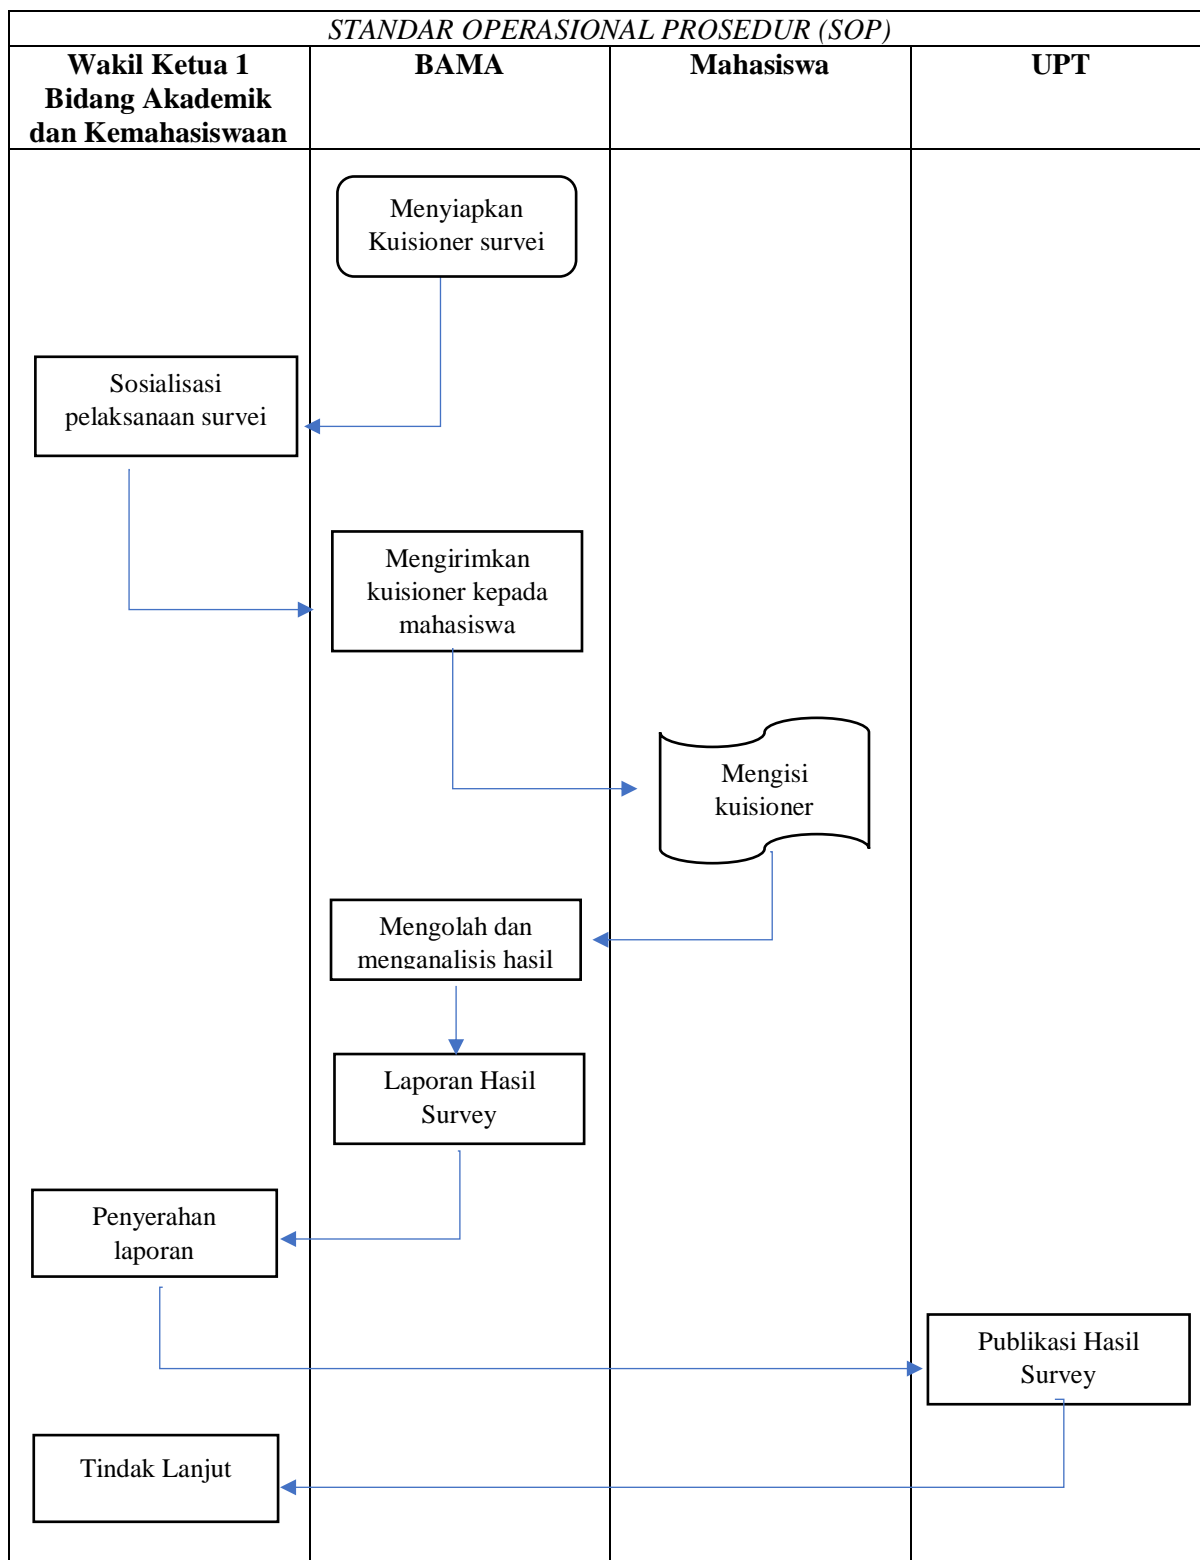 STANDAR OPERASIONAL PROSEDUR (SOP)
Wakil Ketua 1
Bidang Akademik
dan Kemahasiswaan
BAMA
Mahasiswa
UPT
Menyiapkan
Kuisioner survei
Sosialisasi
pelaksanaan survei
Mengirimkan
kuisioner kepada
mahasiswa
Mengisi
kuisioner
Mengolah dan
menganalisis hasil
Laporan Hasil
Survey
Penyerahan
laporan
Publikasi Hasil
Survey
Tindak Lanjut